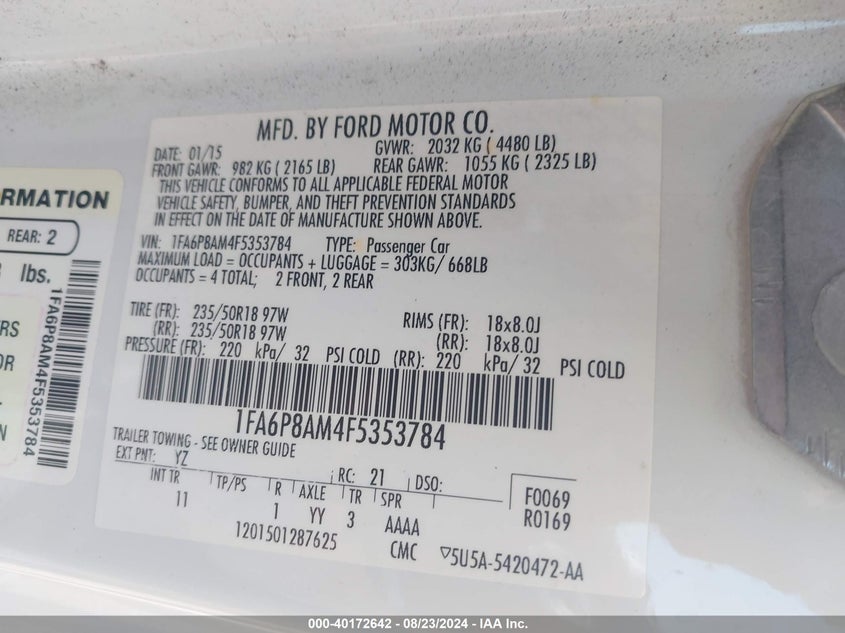 MFD. BY FORD MOTOR CO.
DATE: 01/15 GVWR: 2032 KG ( 4480 LB)
FRONT GAWR: 982 KG ( 2165 LB) REAR GAWR: 1055 KG ( 2325 LB)
THIS VEHICLE CONFORMS TO ALL APPLICABLE FEDERAL MOTOR
VEHICLE SAFETY, BUMPER, AND THEFT PREVENTION STANDARDS
IN EFFECT ON THE DATE OF MANUFACTURE SHOWN ABOVE.
VIN: 1FA6P8AM4F5353784 TYPE: Passenger Car
MAXIMUM LOAD = OCCUPANTS + LUGGAGE = 303KG/ 668LB
OCCUPANTS = 4 TOTAL; 2 FRONT, 2 REAR
TIRE (FR): 235/50R18 97W RIMS (FR): 18x8.0J
(RR): 235/50R18 97W (RR): 18x8.0J
PRESSURE (FR): 220 kPa/ 32 PSI COLD (RR): 220 kPa/ 32 PSI COLD
1FA6P8AM4F5353784
TRAILER TOWING - SEE OWNER GUIDE
EXT PNT: YZ RC: 21 DSO:
INT TR TP/PS R AXLE TR SPR F0069
11 1 YY 3 AAAA R0169
1201501287625 CMC 5U5A-5420472-AA
RMATION
REAR: 2
lbs.
1FA6P8AM4F5353784
RS
OR
N
000-40172642 - 08/23/2024 - IAA Inc.